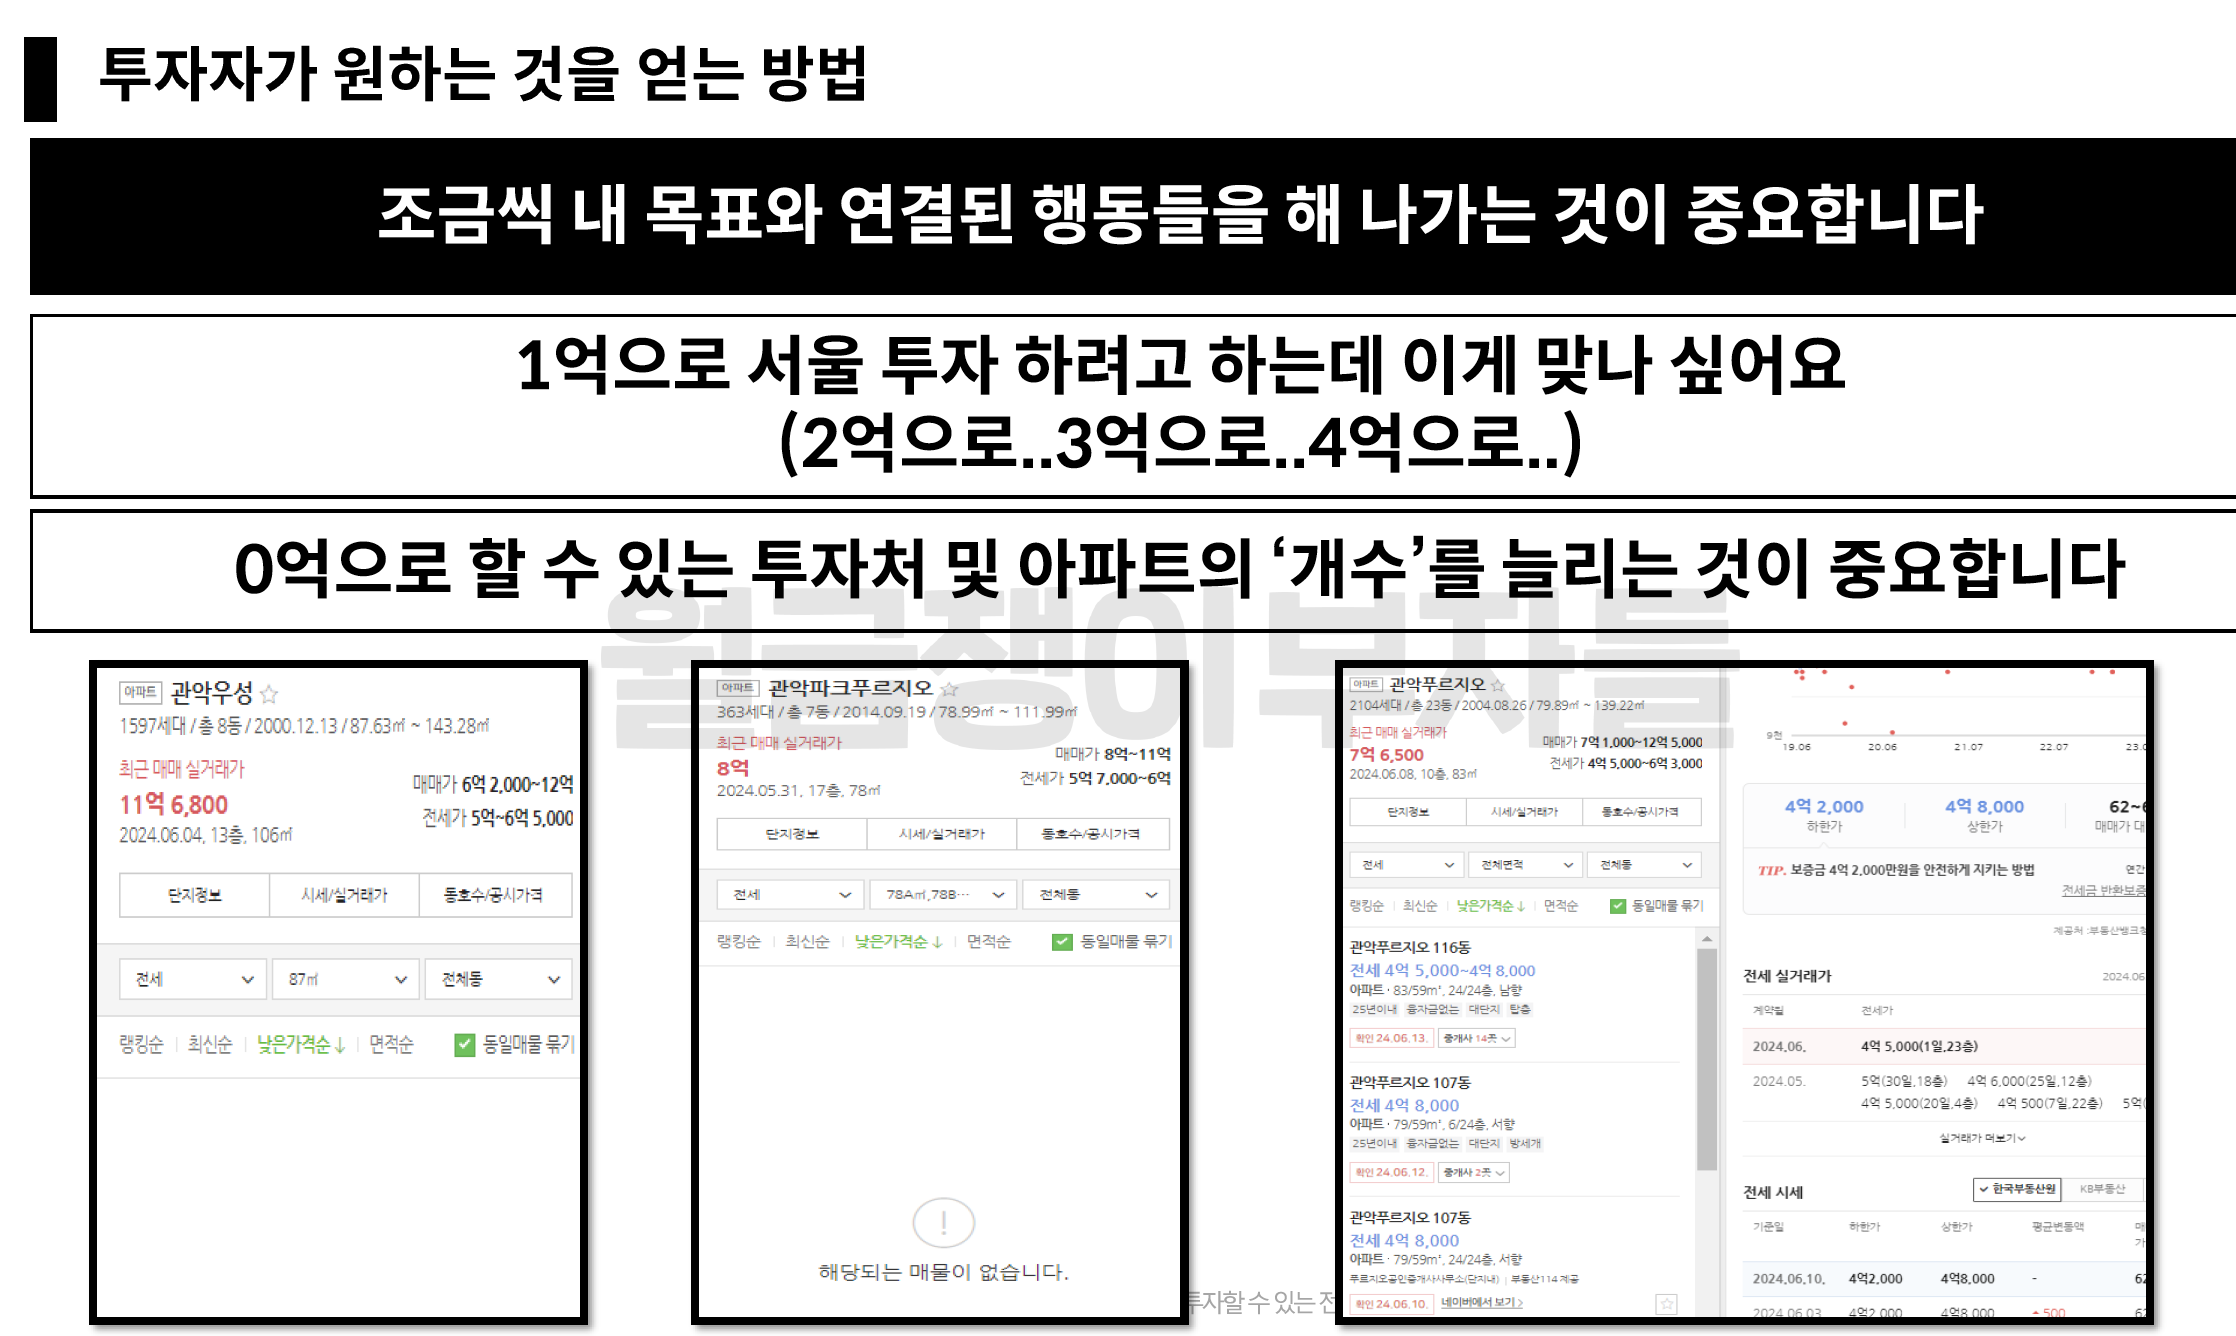 투자자가 원하는 것을 얻는 방법
조금씩 내 목표와 연결된 행동들을 해 나가는 것이 중요합니다
1억으로 서울 투자 하려고 하는데 이게 맞나 싶어요
(2억으로..3억으로..4억으로..)
0억으로 할 수 있는 투자처 및 아파트의 ‘개수’를 늘리는 것이 중요합니다
월급쟁이부자들
아파트 관악우성
1597세대 / 총 8동 / 2000.12.13 / 87.63㎡ ~ 143.28㎡
최근 매매 실거래가
11억 6,800
2024.06.04, 13층, 106㎡
매매가 6억 2,000~12억
전세가 5억~6억 5,000
단지정보 시세/실거래가 동호수/공시가격
전세 87㎡ 전체동
랭킹순 최신순 낮은가격순↓ 면적순 동일매물 묶기
아파트 관악파크푸르지오
363세대 / 총 7동 / 2014.09.19 / 78.99㎡ ~ 111.99㎡
최근 매매 실거래가
8억
2024.05.31, 17층, 78㎡
매매가 8억~11억
전세가 5억 7,000~6억
단지정보 시세/실거래가 동호수/공시가격
전세 78A㎡,78B··· 전체동
랭킹순 최신순 낮은가격순↓ 면적순 동일매물 묶기
해당되는 매물이 없습니다.
투자할 수 있는 전
아파트 관악푸르지오
2104세대 / 총 23동 / 2004.08.26 / 79.89㎡ ~ 139.22㎡
최근 매매 실거래가
7억 6,500
2024.06.08, 10층, 83㎡
매매가 7억 1,000~12억 5,000
전세가 4억 5,000~6억 3,000
단지정보 시세/실거래가 동호수/공시가격
전세 전체면적 전체동
랭킹순 최신순 낮은가격순↓ 면적순 동일매물 묶기
관악푸르지오 116동
전세 4억 5,000~4억 8,000
아파트 · 83/59m², 24/24층, 남향
25년이내 융자금없는 대단지 탑층
확인 24.06.13. 중개사 14곳
관악푸르지오 107동
전세 4억 8,000
아파트 · 79/59m², 6/24층, 서향
25년이내 융자금없는 대단지 방세개
확인 24.06.12. 중개사 2곳
관악푸르지오 107동
전세 4억 8,000
아파트 · 79/59m², 24/24층, 서향
푸르지오공인중개사사무소(단지내) | 부동산114 제공
확인 24.06.10. 네이버에서 보기 >
9천
19.06 20.06 21.07 22.07 23.0
4억 2,000 4억 8,000 62~6
하한가 상한가 매매가 대
TIP. 보증금 4억 2,000만원을 안전하게 지키는 방법 연간
전세금 반환보증
제공처 :부동산뱅크
전세 실거래가 2024.06
계약월 전세가
2024.06. 4억 5,000(1일,23층)
2024.05. 5억(30일,18층) 4억 6,000(25일,12층)
4억 5,000(20일,4층) 4억 500(7일,22층) 5억(
실거래가 더보기
전세 시세 한국부동산원 KB부동산
기준일 하한가 상한가 평균변동액 매
가
2024.06.10. 4억2,000 4억8,000 - 62
2024.06.03 4억2,000 4억8,000 500 62